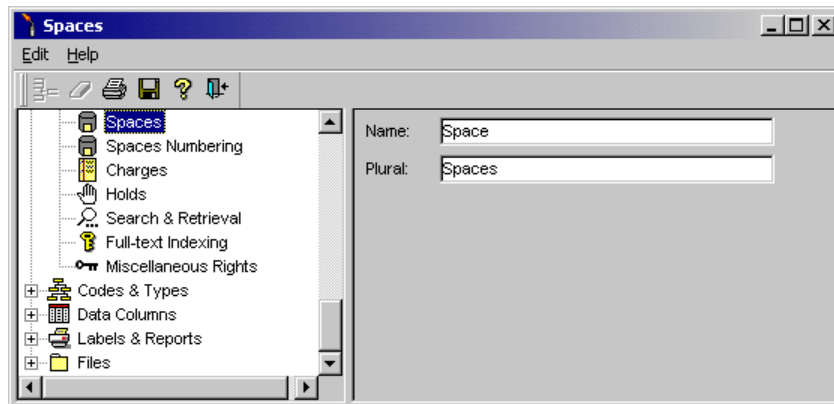 Spaces
Edit Help
Spaces
Spaces Numbering
Charges
Holds
Search & Retrieval
Full-text Indexing
Miscellaneous Rights
Codes & Types
Data Columns
Labels & Reports
Files
Name: Space
Plural: Spaces